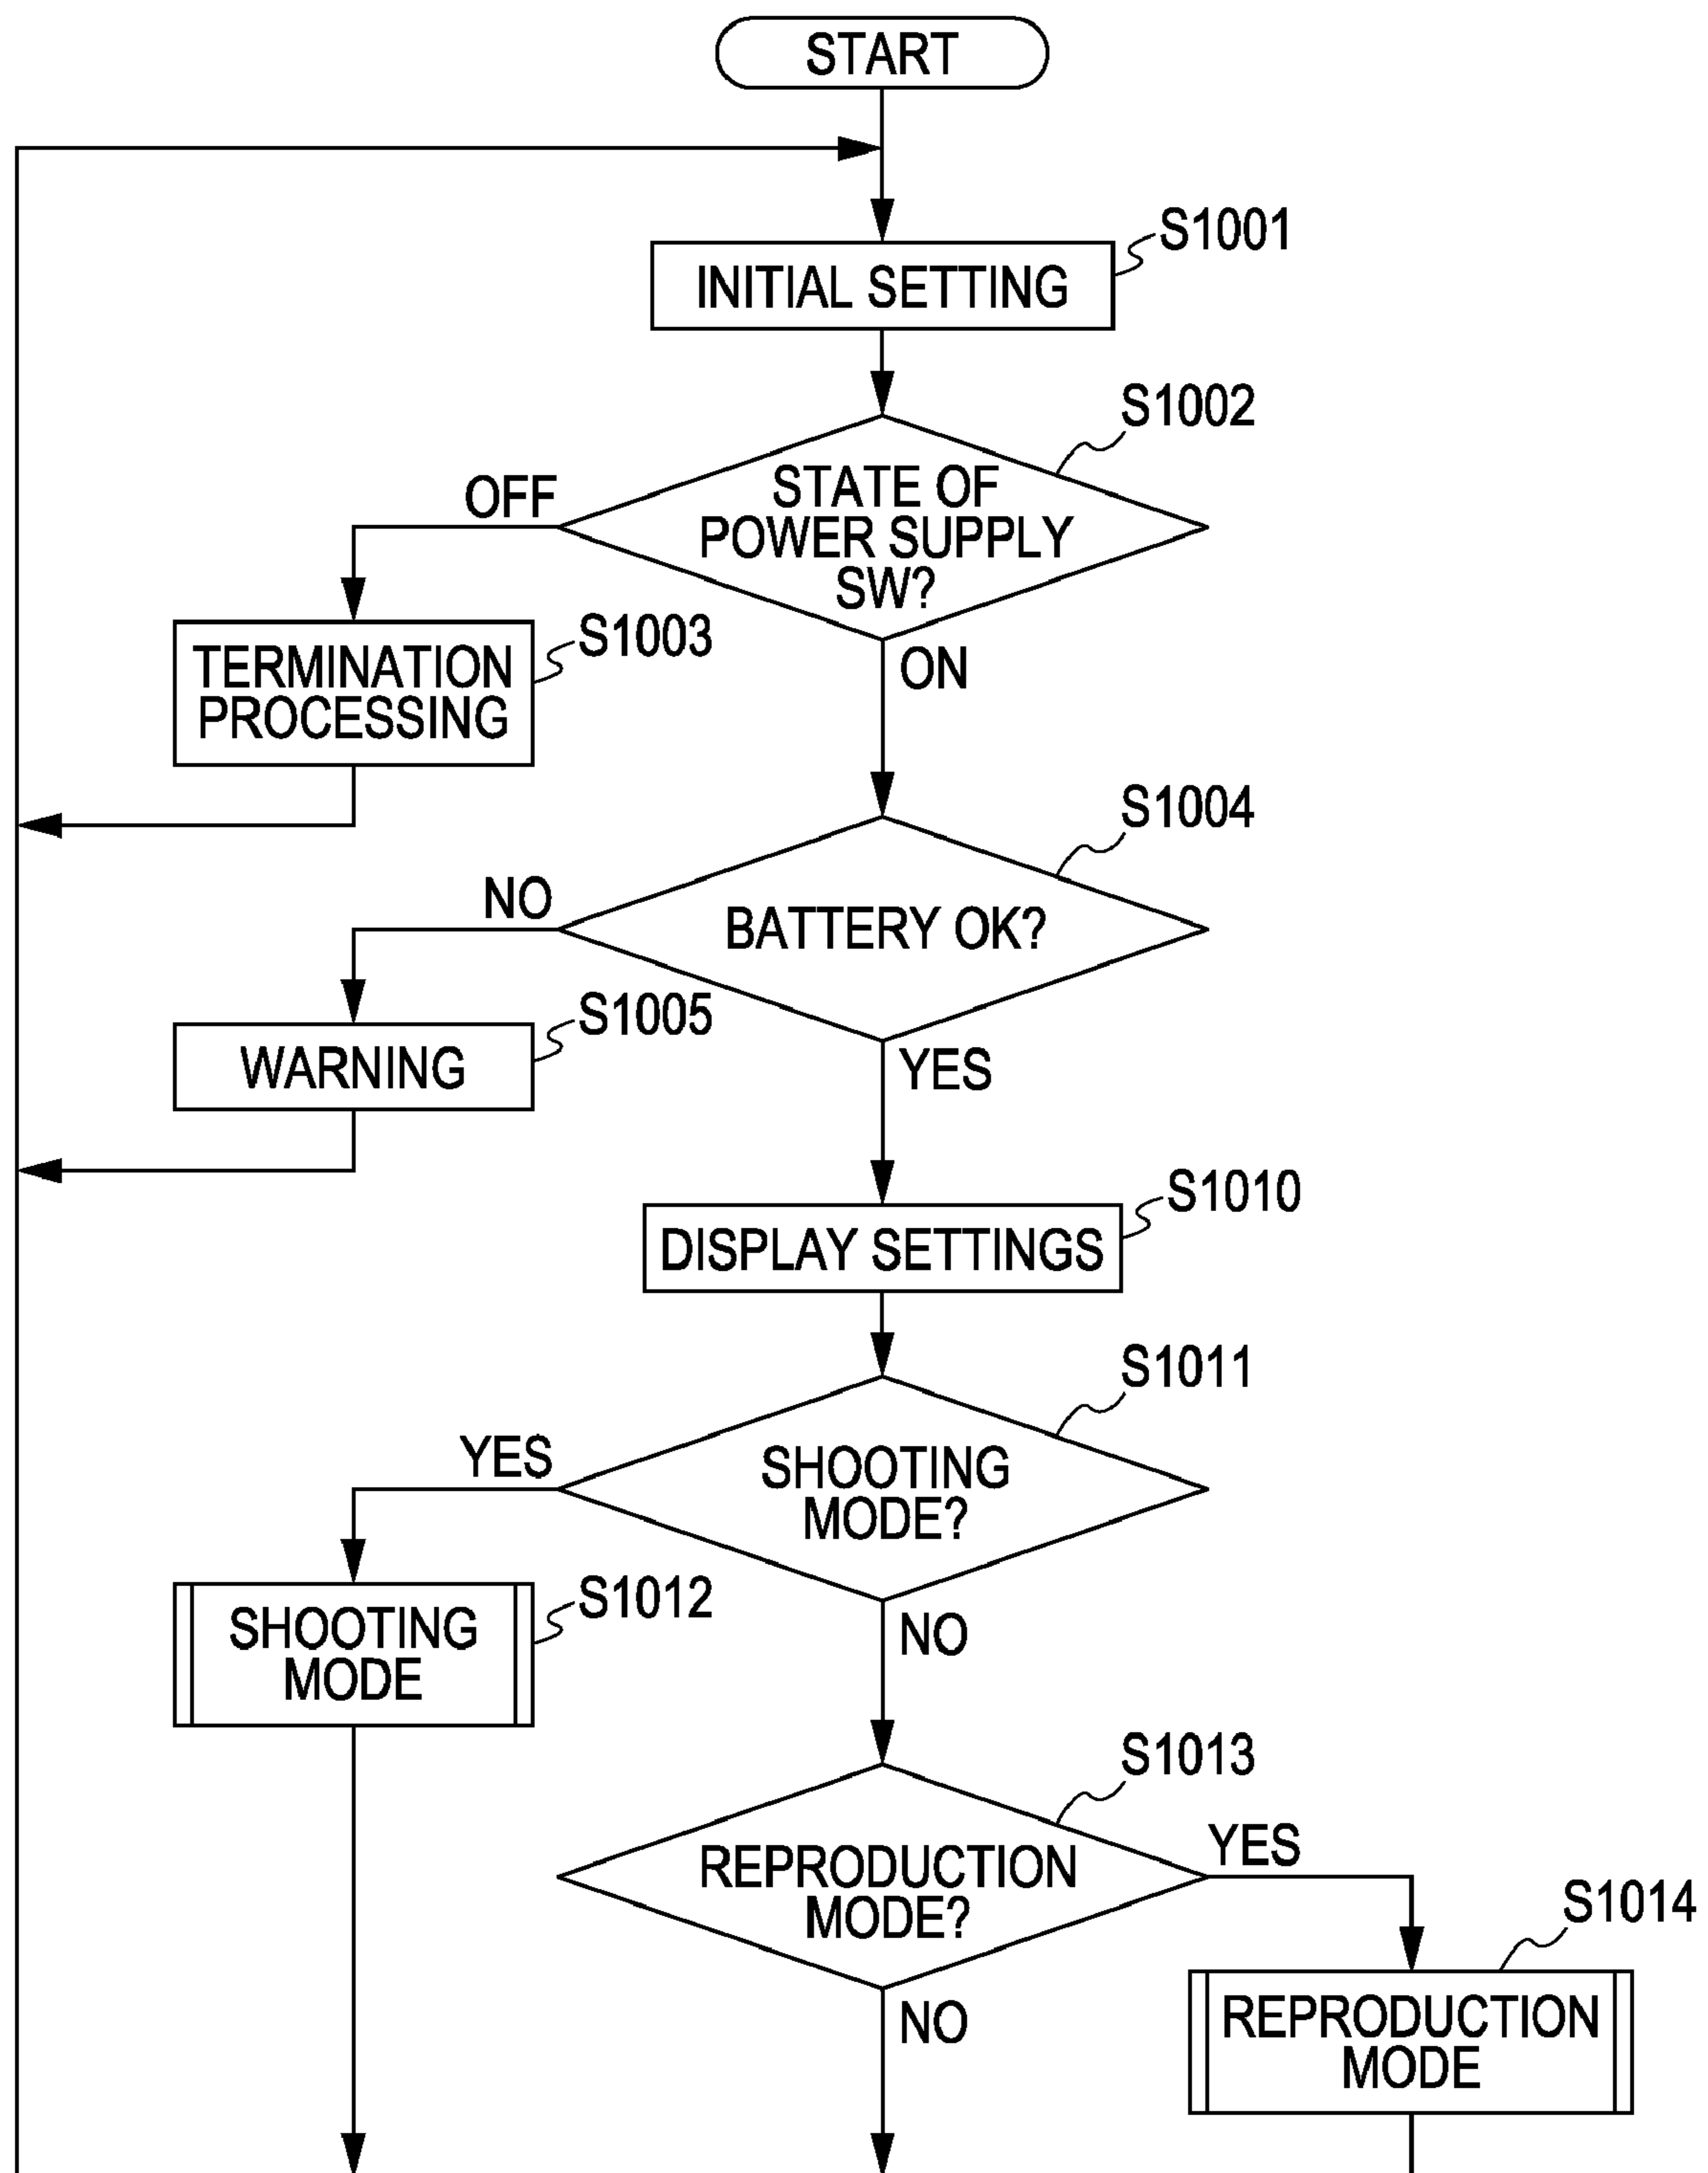 START
S1001
INITIAL SETTING
S1002
OFF
STATE OF
POWER SUPPLY
SW?
S1003
TERMINATION
PROCESSING
ON
S1004
NO
BATTERY OK?
S1005
WARNING
YES
S1010
DISPLAY SETTINGS
S1011
YES
SHOOTING
MODE?
S1012
SHOOTING
MODE
NO
S1013
YES
REPRODUCTION
MODE?
S1014
NO
REPRODUCTION
MODE